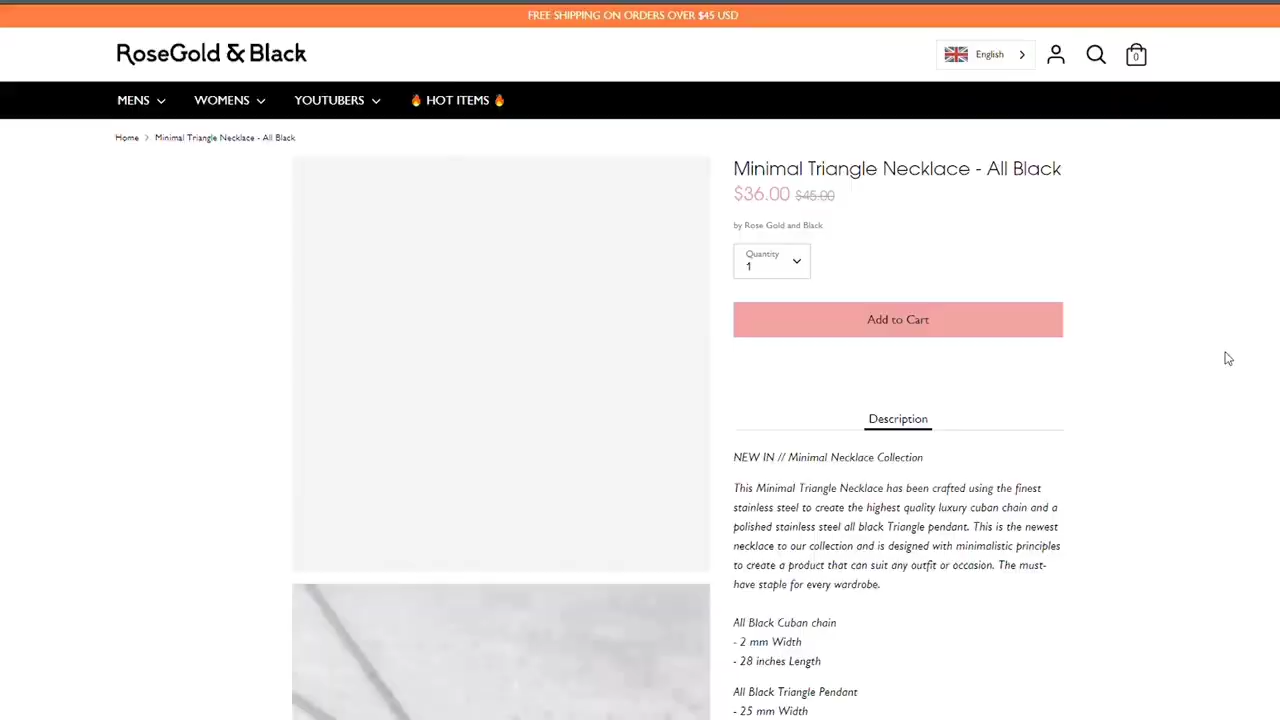 FREE SHIPPING ON ORDERS OVER $45 USD
RoseGold & Black
English
0
MENS
WOMENS
YOUTUBERS
🔥 HOT ITEMS 🔥
Home > Minimal Triangle Necklace - All Black
Minimal Triangle Necklace - All Black
$36.00 $45.00
by Rose Gold and Black
Quantity
1
Add to Cart
Description
NEW IN // Minimal Necklace Collection
This Minimal Triangle Necklace has been crafted using the finest
stainless steel to create the highest quality luxury cuban chain and a
polished stainless steel all black Triangle pendant. This is the newest
necklace to our collection and is designed with minimalistic principles
to create a product that can suit any outfit or occasion. The must-
have staple for every wardrobe.
All Black Cuban chain
- 2 mm Width
- 28 inches Length
All Black Triangle Pendant
- 25 mm Width